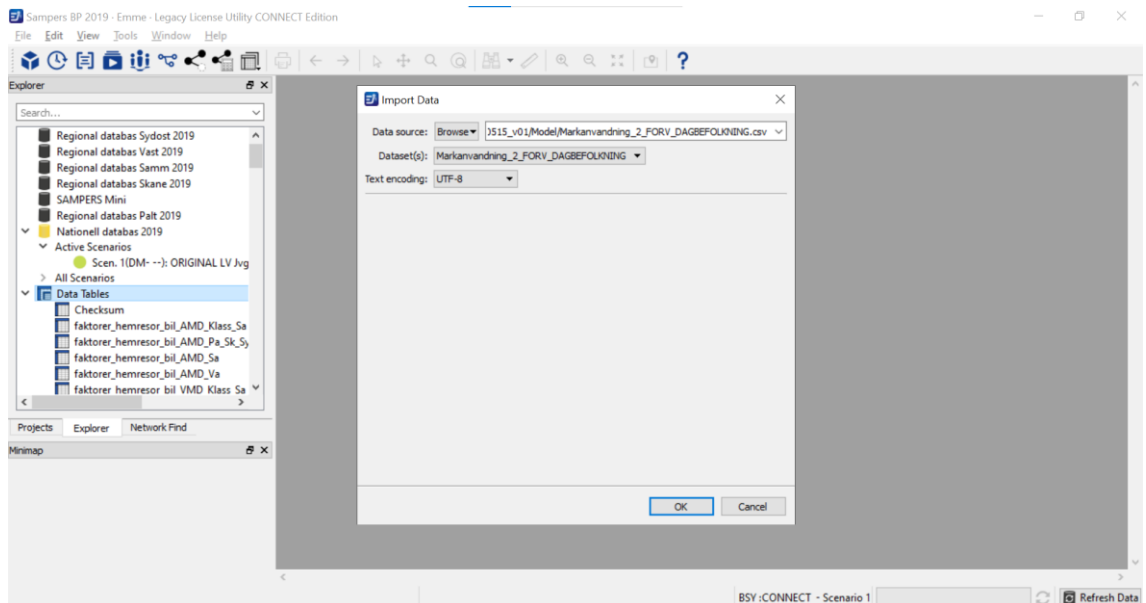 Sampers BP 2019 - Emme - Legacy License Utility CONNECT Edition
File Edit View Tools Window Help
Explorer
Search...
Regional databas Sydost 2019
Regional databas Vast 2019
Regional databas Samm 2019
Regional databas Skane 2019
SAMPERS Mini
Regional databas Palt 2019
Nationell databas 2019
Active Scenarios
Scen. 1(DM- --): ORIGINAL LV Jvg
All Scenarios
Data Tables
Checksum
faktorer_hemresor_bil_AMD_Klass_Sa
faktorer_hemresor_bil_AMD_Pa_Sk_Sy
faktorer_hemresor_bil_AMD_Sa
faktorer_hemresor_bil_AMD_Va
faktorer_hemresor_bil_VMD_Klass_Sa
Projects Explorer Network Find
Minimap
Import Data
Data source: Browse 0515_v01/Model/Markanvandning_2_FORV_DAGBEFOLKNING.csv
Dataset(s): Markanvandning_2_FORV_DAGBEFOLKNING
Text encoding: UTF-8
OK Cancel
BSY :CONNECT - Scenario 1 Refresh Data